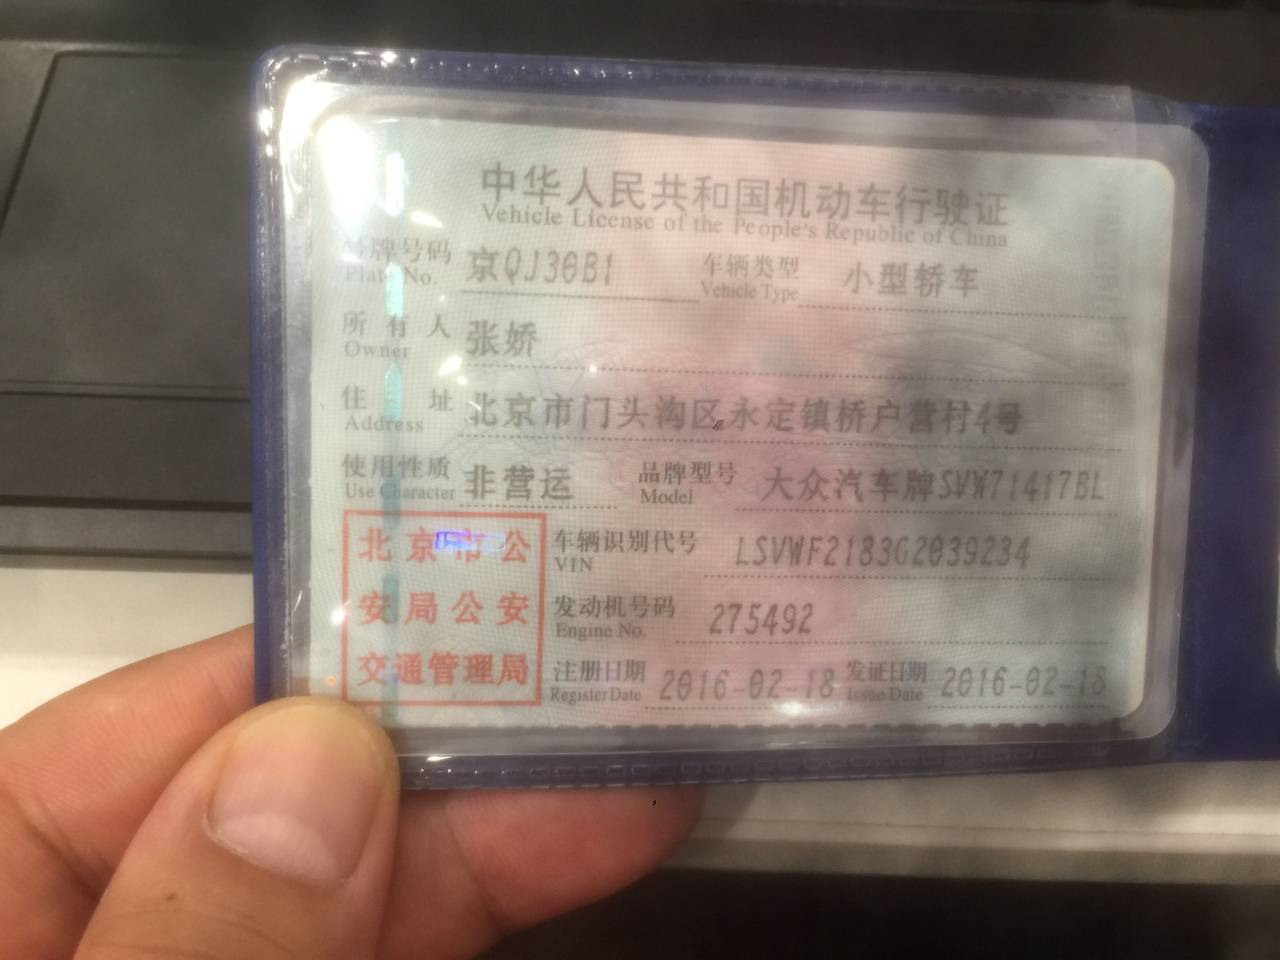 中华人民共和国机动车行驶证
Vehicle License of the People's Republic of China
号牌号码 京QJ30B1 车辆类型 小型轿车
Plate No. Vehicle Type
所有人 张娇
Owner
住址 北京市门头沟区永定镇桥户营村4号
Address
使用性质 非营运 品牌型号 大众汽车牌SVW71417BL
Use Character Model
北京市公 车辆识别代号 LSVWF2183G2039234
VIN
安局公安 发动机号码 275492
Engine No.
交通管理局 注册日期 2016-02-18 发证日期 2016-02-18
Register Date Issue Date